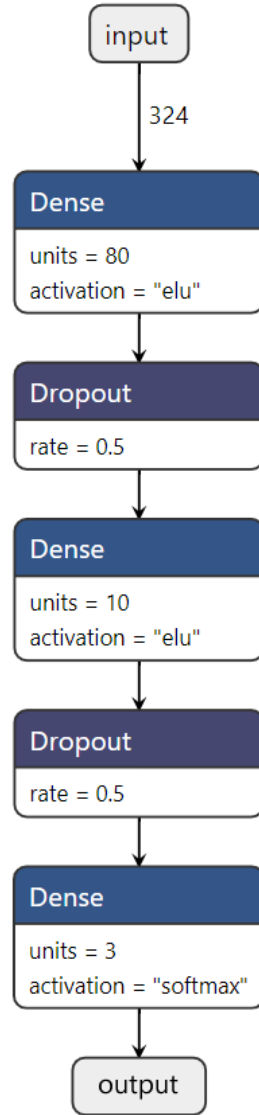 input
324
Dense
units = 80
activation = "elu"
Dropout
rate = 0.5
Dense
units = 10
activation = "elu"
Dropout
rate = 0.5
Dense
units = 3
activation = "softmax"
output